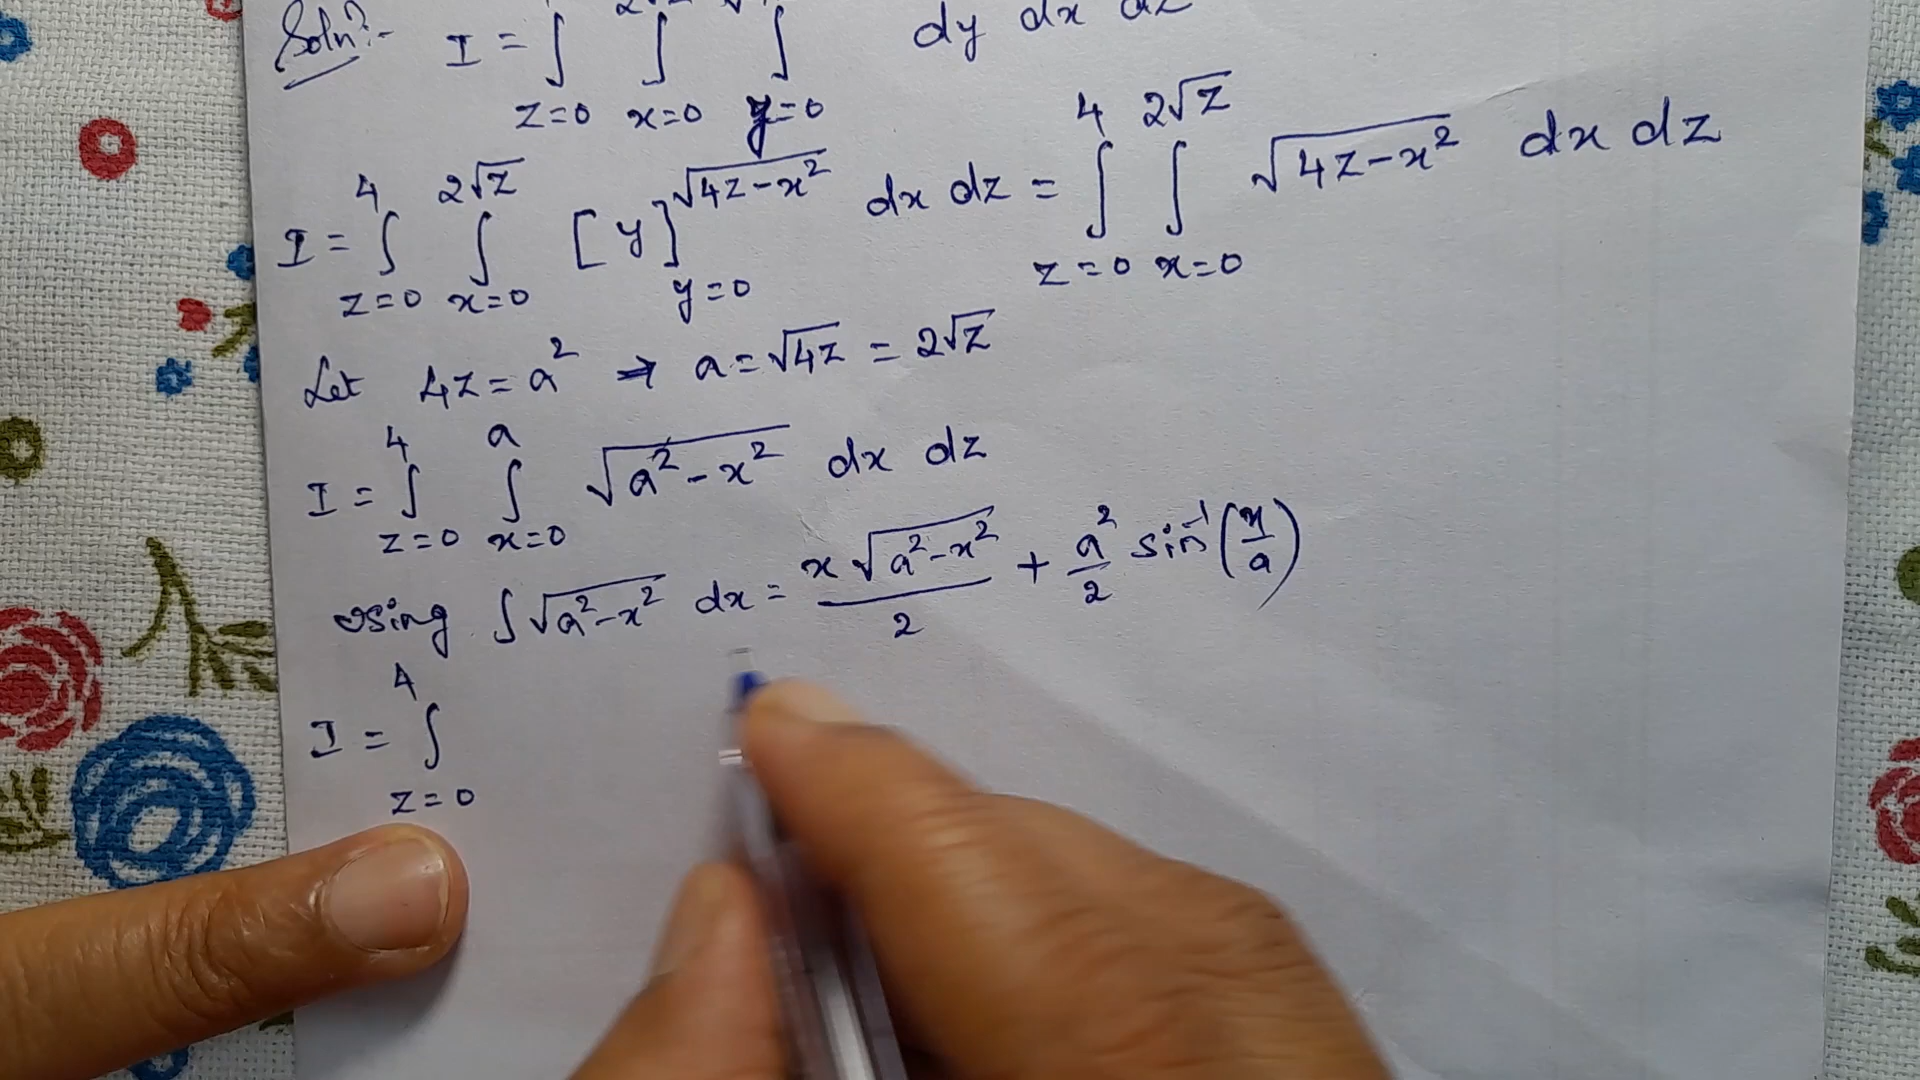 Soln:- I = ∫_{z=0} ∫_{x=0} ∫_{y=0} dy dx dz
I = ∫_{z=0}^{4} ∫_{x=0}^{2√z} [y]_{y=0}^{√(4z-x²)} dx dz = ∫_{z=0}^{4} ∫_{x=0}^{2√z} √(4z-x²) dx dz
Let 4z = a² → a = √4z = 2√z
I = ∫_{z=0}^{4} ∫_{x=0}^{a} √(a²-x²) dx dz
Using ∫√(a²-x²) dx = x√(a²-x²)/2 + a²/2 sin⁻¹(x/a)
I = ∫_{z=0}^{4}